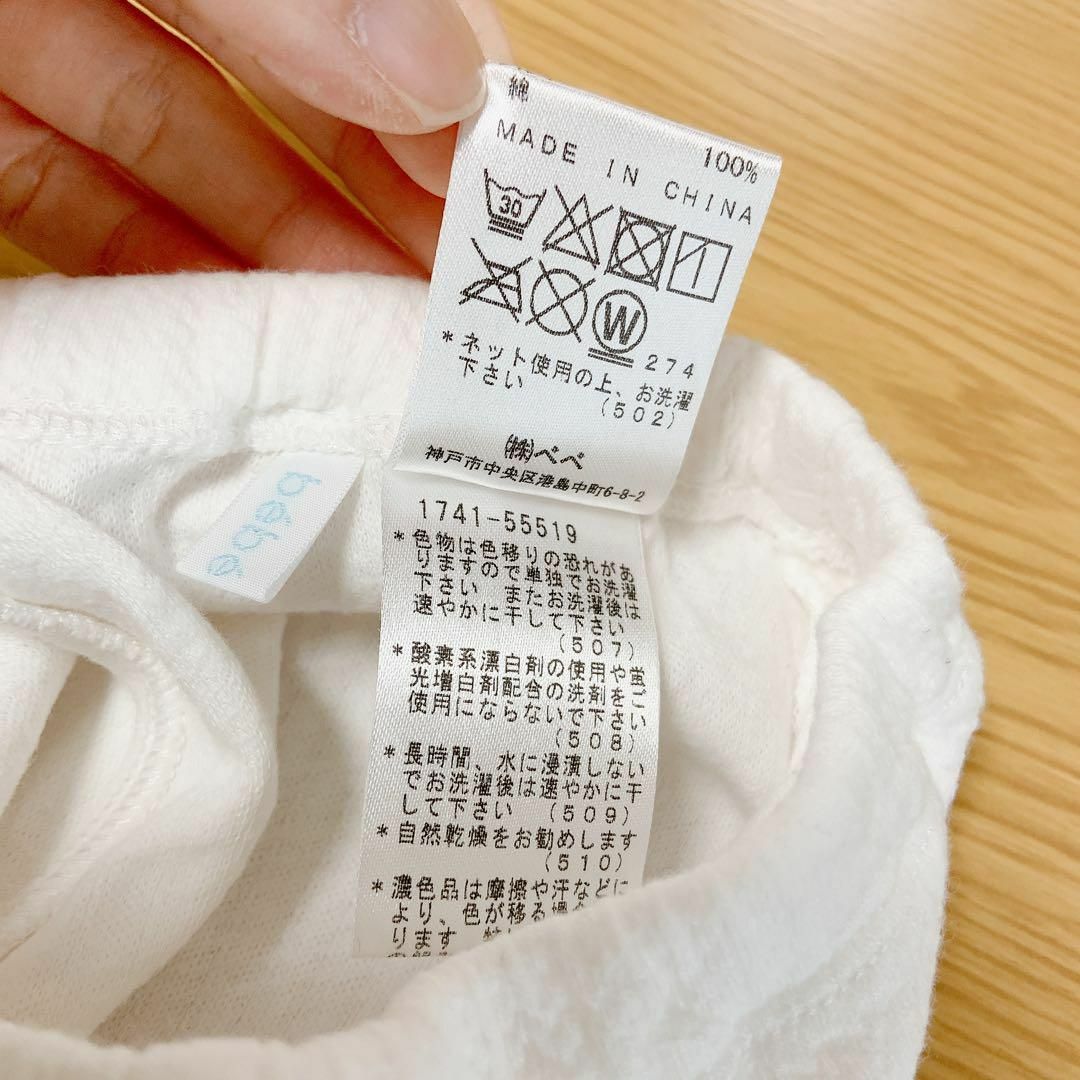 綿
100%
MADE IN CHINA
30
W
274
*ネット使用の上、お洗濯
下さい
(502)
㈱べべ
神戸市中央区港島中町6-8-2
bebe
1741-55519
*色物は色移りの恐れがあ
りますので単独でお洗濯
下さい またお洗濯後は
速やかに干して下さい
(507)
*酸素系漂白剤の使用や蛍
光増白剤配合の洗剤をご
使用にならないで下さい
(508)
*長時間、水に浸漬しない
でお洗濯後は速やかに干
して下さい (509)
*自然乾燥をお勧めします
(510)
*濃色品は摩擦や汗などに
より、色が移る場合
ります